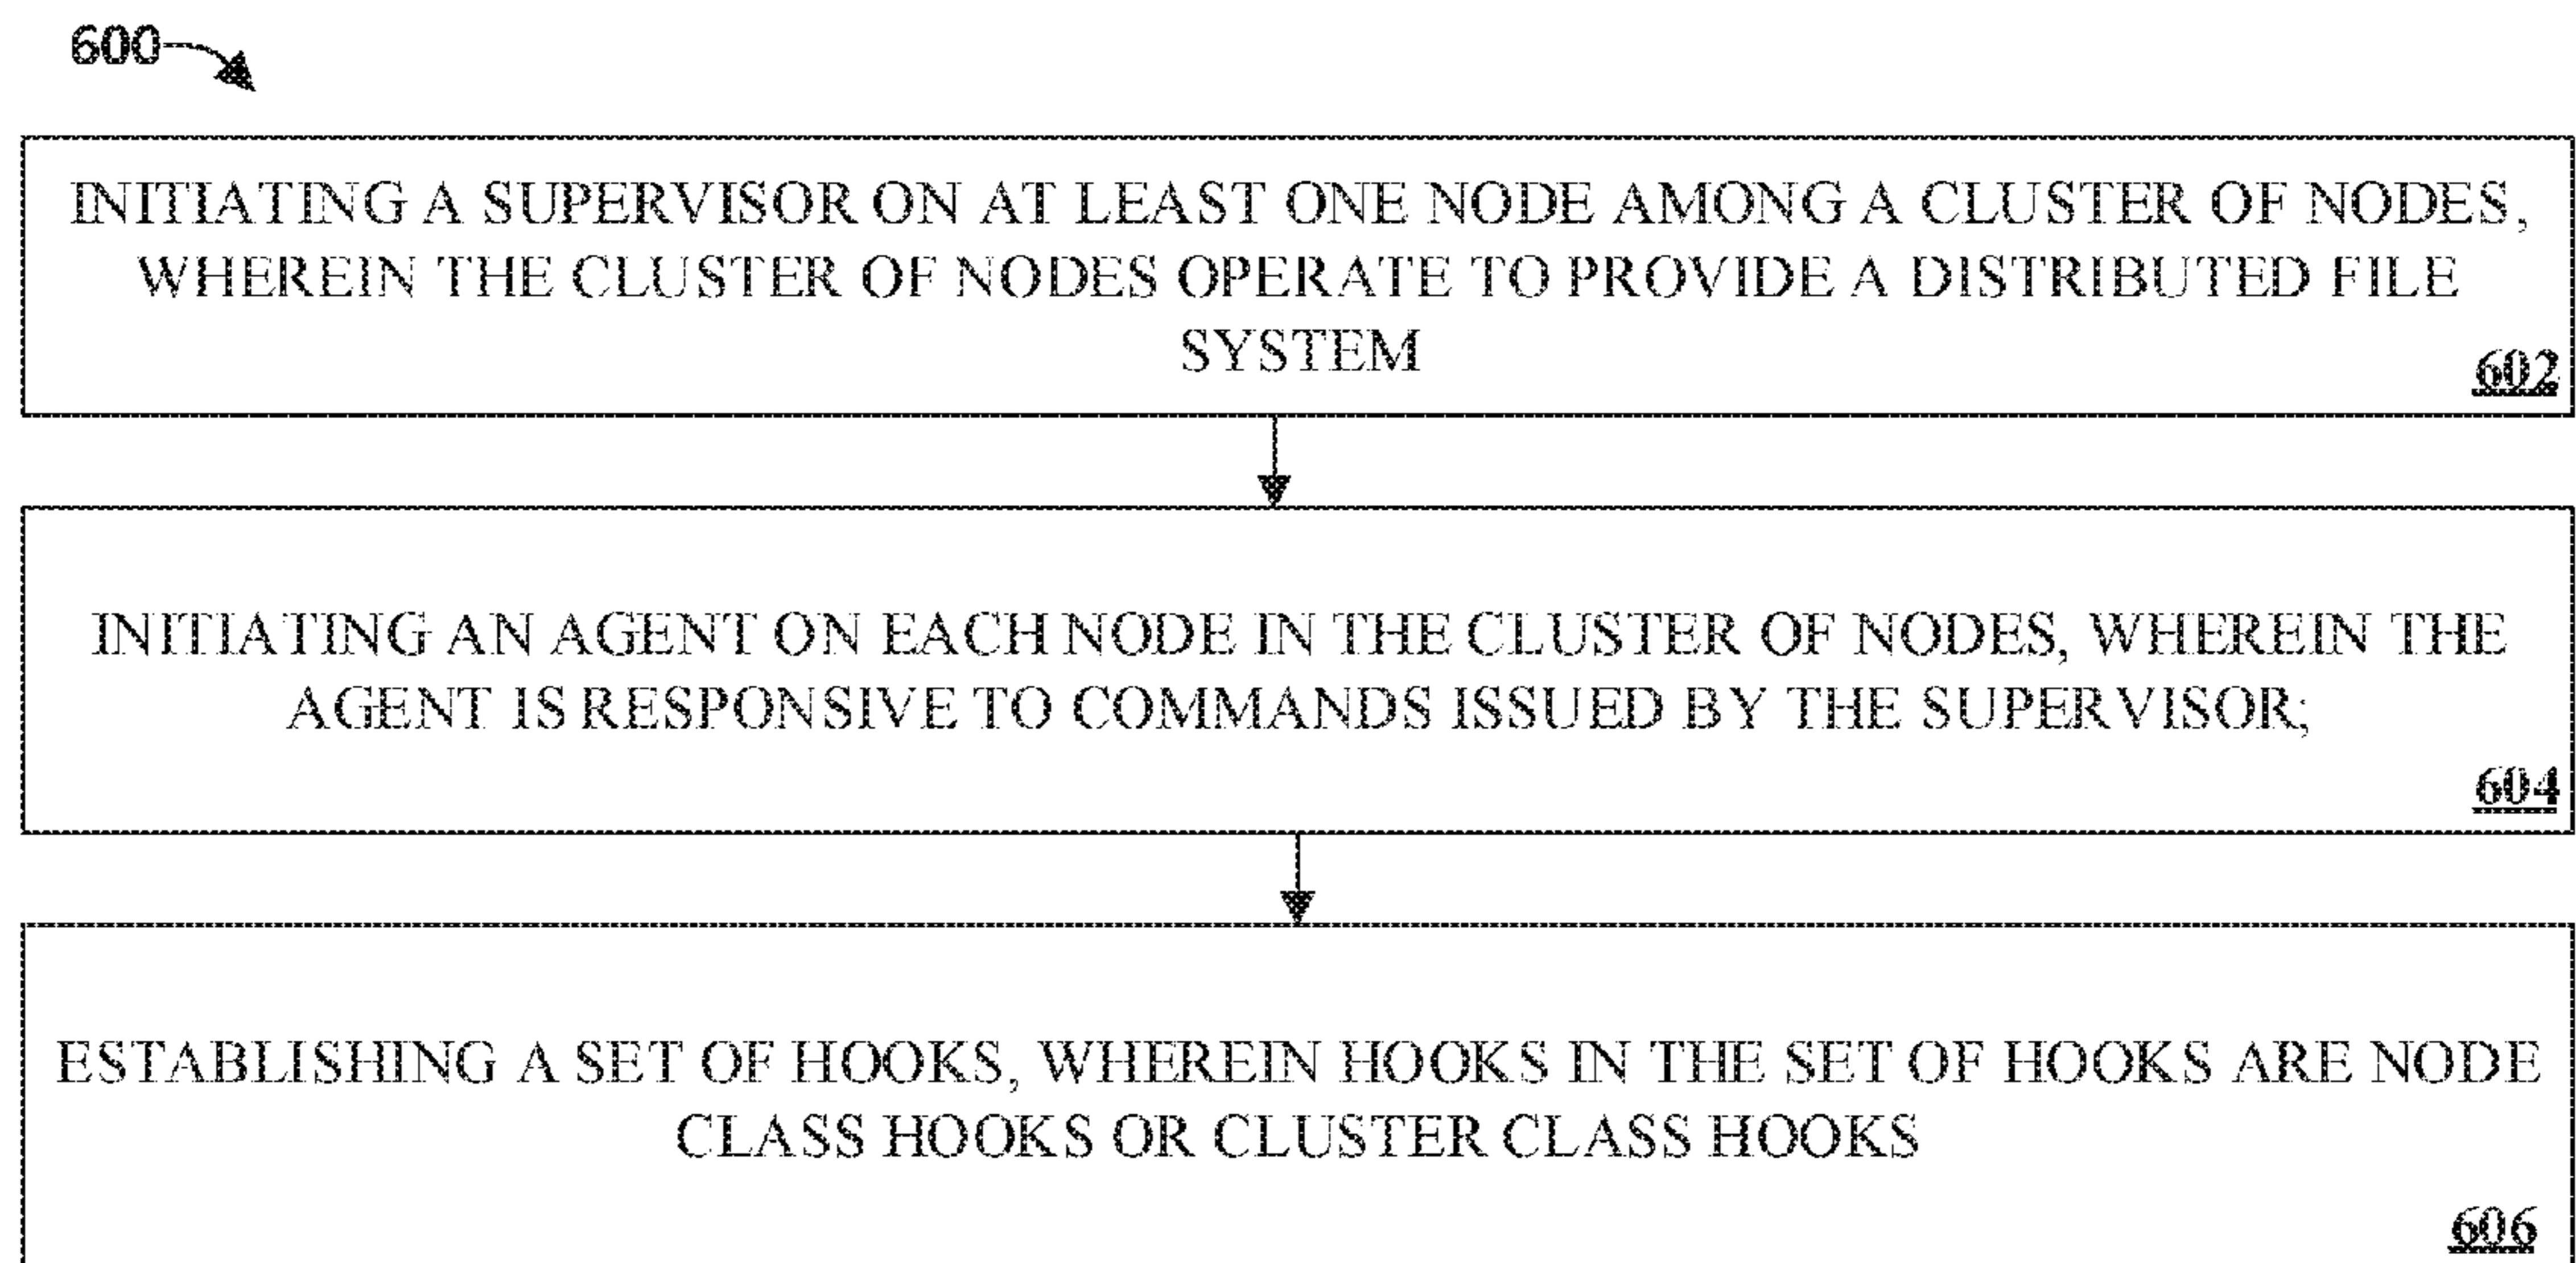 600
INITIATING A SUPERVISOR ON AT LEAST ONE NODE AMONG A CLUSTER OF NODES,
WHEREIN THE CLUSTER OF NODES OPERATE TO PROVIDE A DISTRIBUTED FILE
SYSTEM
602
INITIATING AN AGENT ON EACH NODE IN THE CLUSTER OF NODES, WHEREIN THE
AGENT IS RESPONSIVE TO COMMANDS ISSUED BY THE SUPERVISOR;
604
ESTABLISHING A SET OF HOOKS, WHEREIN HOOKS IN THE SET OF HOOKS ARE NODE
CLASS HOOKS OR CLUSTER CLASS HOOKS
606